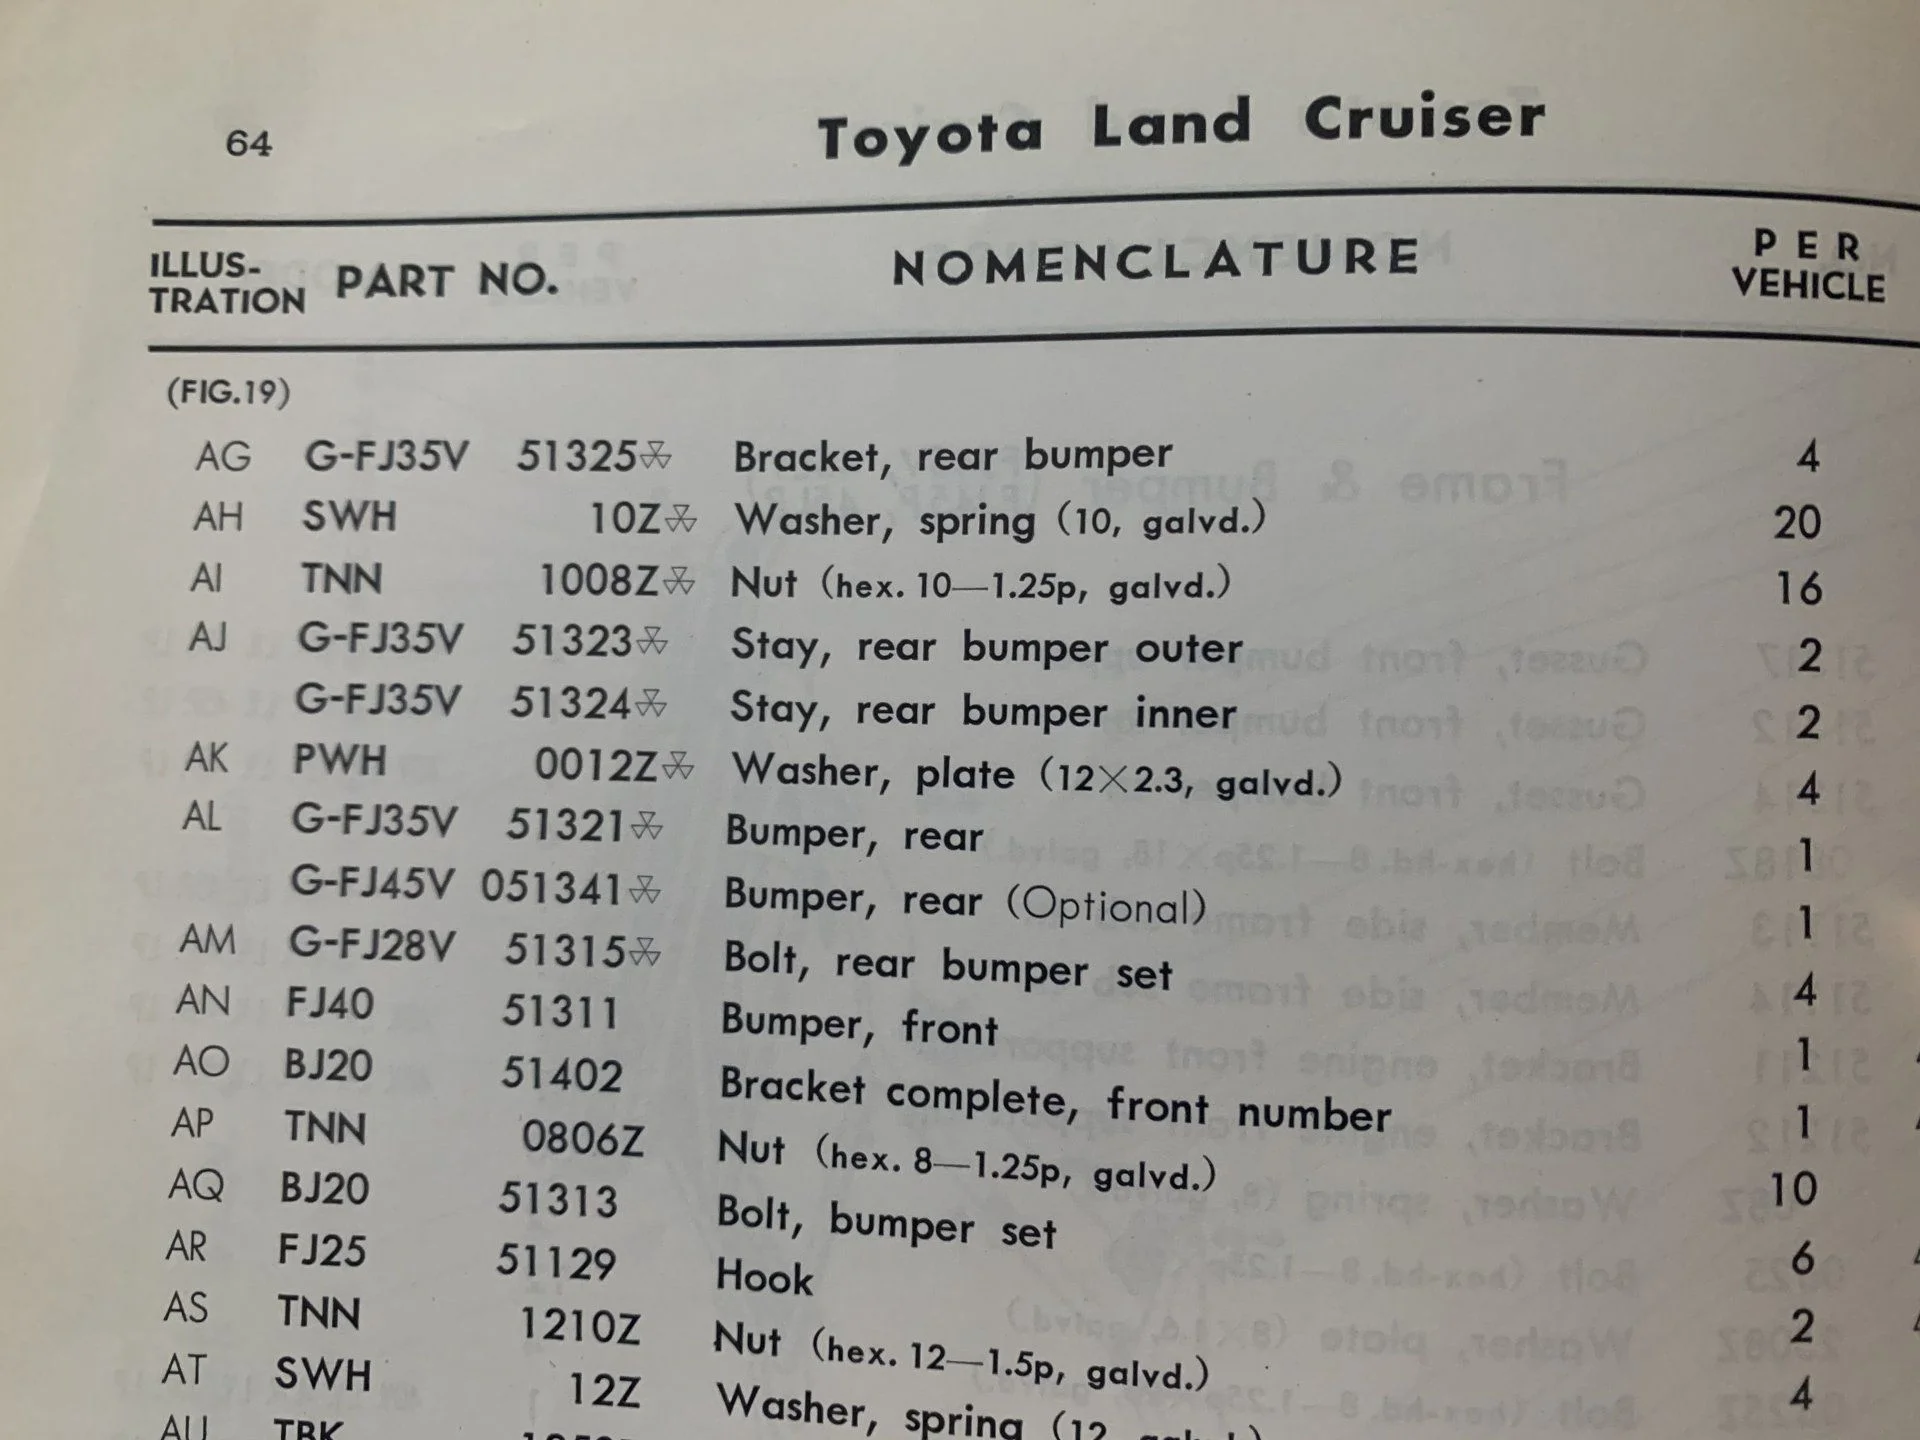 64
Toyota Land Cruiser
ILLUS-
TRATION PART NO. NOMENCLATURE PER
VEHICLE
(FIG.19)
AG G-FJ35V 51325 Bracket, rear bumper 4
AH SWH 10Z Washer, spring (10, galvd.) 20
AI TNN 1008Z Nut (hex. 10—1.25p, galvd.) 16
AJ G-FJ35V 51323 Stay, rear bumper outer 2
G-FJ35V 51324 Stay, rear bumper inner 2
AK PWH 0012Z Washer, plate (12×2.3, galvd.) 4
AL G-FJ35V 51321 Bumper, rear 1
G-FJ45V 051341 Bumper, rear (Optional) 1
AM G-FJ28V 51315 Bolt, rear bumper set 4
AN FJ40 51311 Bumper, front 1
AO BJ20 51402 Bracket complete, front number 1
AP TNN 0806Z Nut (hex. 8—1.25p, galvd.) 10
AQ BJ20 51313 Bolt, bumper set 6
AR FJ25 51129 Hook 2
AS TNN 1210Z Nut (hex. 12—1.5p, galvd.) 4
AT SWH 12Z Washer, spring (12
AU TBK